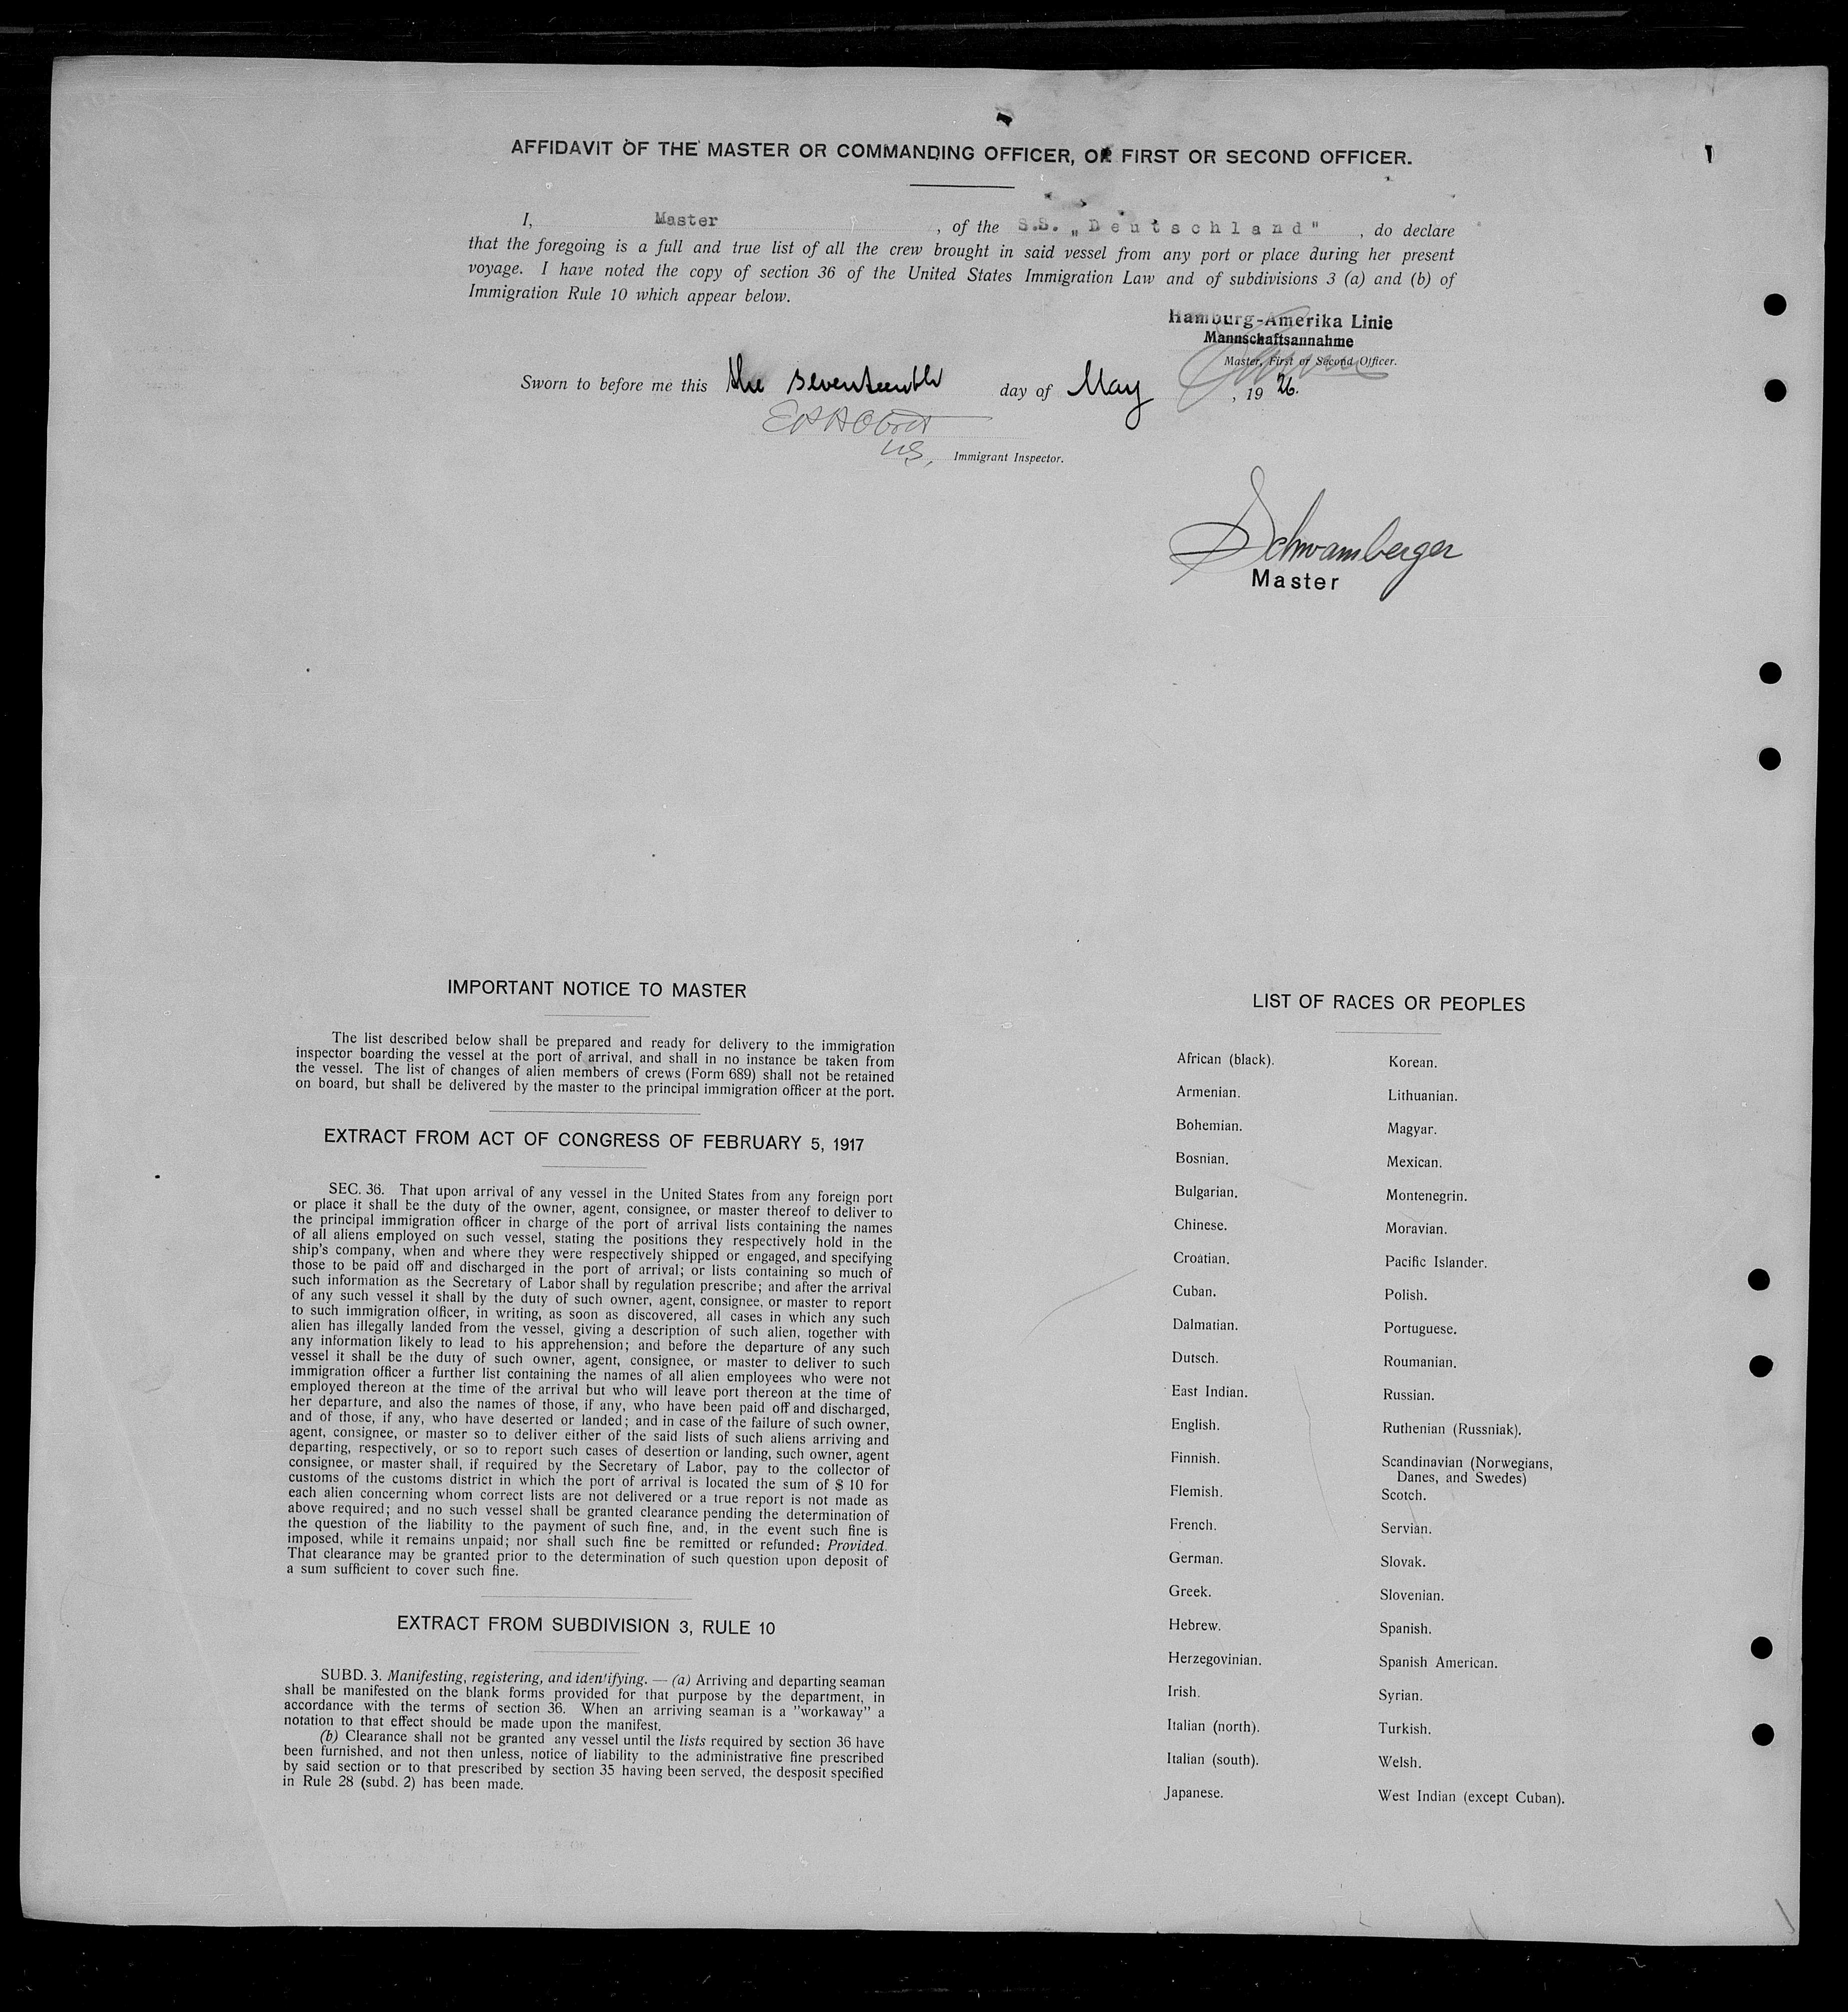 AFFIDAVIT OF THE MASTER OR COMMANDING OFFICER, OR FIRST OR SECOND OFFICER.
I, Master , of the S.S. „Deutschland" , do declare
that the foregoing is a full and true list of all the crew brought in said vessel from any port or place during her present
voyage. I have noted the copy of section 36 of the United States Immigration Law and of subdivisions 3 (a) and (b) of
Immigration Rule 10 which appear below.
Hamburg-Amerika Linie
Mannschaftsannahme
Master, First or Second Officer.
Sworn to before me this the seventeenth day of May , 19 26.
US, Immigrant Inspector.
Schwamberger
Master
IMPORTANT NOTICE TO MASTER
The list described below shall be prepared and ready for delivery to the immigration
inspector boarding the vessel at the port of arrival, and shall in no instance be taken from
the vessel. The list of changes of alien members of crews (Form 689) shall not be retained
on board, but shall be delivered by the master to the principal immigration officer at the port.
EXTRACT FROM ACT OF CONGRESS OF FEBRUARY 5, 1917
SEC. 36. That upon arrival of any vessel in the United States from any foreign port
or place it shall be the duty of the owner, agent, consignee, or master thereof to deliver to
the principal immigration officer in charge of the port of arrival lists containing the names
of all aliens employed on such vessel, stating the positions they respectively hold in the
ship's company, when and where they were respectively shipped or engaged, and specifying
those to be paid off and discharged in the port of arrival; or lists containing so much of
such information as the Secretary of Labor shall by regulation prescribe; and after the arrival
of any such vessel it shall by the duty of such owner, agent, consignee, or master to report
to such immigration officer, in writing, as soon as discovered, all cases in which any such
alien has illegally landed from the vessel, giving a description of such alien, together with
any information likely to lead to his apprehension; and before the departure of any such
vessel it shall be the duty of such owner, agent, consignee, or master to deliver to such
immigration officer a further list containing the names of all alien employees who were not
employed thereon at the time of the arrival but who will leave port thereon at the time of
her departure, and also the names of those, if any, who have been paid off and discharged,
and of those, if any, who have deserted or landed; and in case of the failure of such owner,
agent, consignee, or master so to deliver either of the said lists of such aliens arriving and
departing, respectively, or so to report such cases of desertion or landing, such owner, agent
consignee, or master shall, if required by the Secretary of Labor, pay to the collector of
customs of the customs district in which the port of arrival is located the sum of $ 10 for
each alien concerning whom correct lists are not delivered or a true report is not made as
above required; and no such vessel shall be granted clearance pending the determination of
the question of the liability to the payment of such fine, and, in the event such fine is
imposed, while it remains unpaid; nor shall such fine be remitted or refunded: Provided.
That clearance may be granted prior to the determination of such question upon deposit of
a sum sufficient to cover such fine.
EXTRACT FROM SUBDIVISION 3, RULE 10
SUBD. 3. Manifesting, registering, and identifying. — (a) Arriving and departing seaman
shall be manifested on the blank forms provided for that purpose by the department, in
accordance with the terms of section 36. When an arriving seaman is a "workaway" a
notation to that effect should be made upon the manifest.
(b) Clearance shall not be granted any vessel until the lists required by section 36 have
been furnished, and not then unless, notice of liability to the administrative fine prescribed
by said section or to that prescribed by section 35 having been served, the desposit specified
in Rule 28 (subd. 2) has been made.
LIST OF RACES OR PEOPLES
African (black).
Armenian.
Bohemian.
Bosnian.
Bulgarian.
Chinese.
Croatian.
Cuban.
Dalmatian.
Dutsch.
East Indian.
English.
Finnish.
Flemish.
French.
German.
Greek.
Hebrew.
Herzegovinian.
Irish.
Italian (north).
Italian (south).
Japanese.
Korean.
Lithuanian.
Magyar.
Mexican.
Montenegrin.
Moravian.
Pacific Islander.
Polish.
Portuguese.
Roumanian.
Russian.
Ruthenian (Russniak).
Scandinavian (Norwegians,
Danes, and Swedes)
Scotch.
Servian.
Slovak.
Slovenian.
Spanish.
Spanish American.
Syrian.
Turkish.
Welsh.
West Indian (except Cuban).